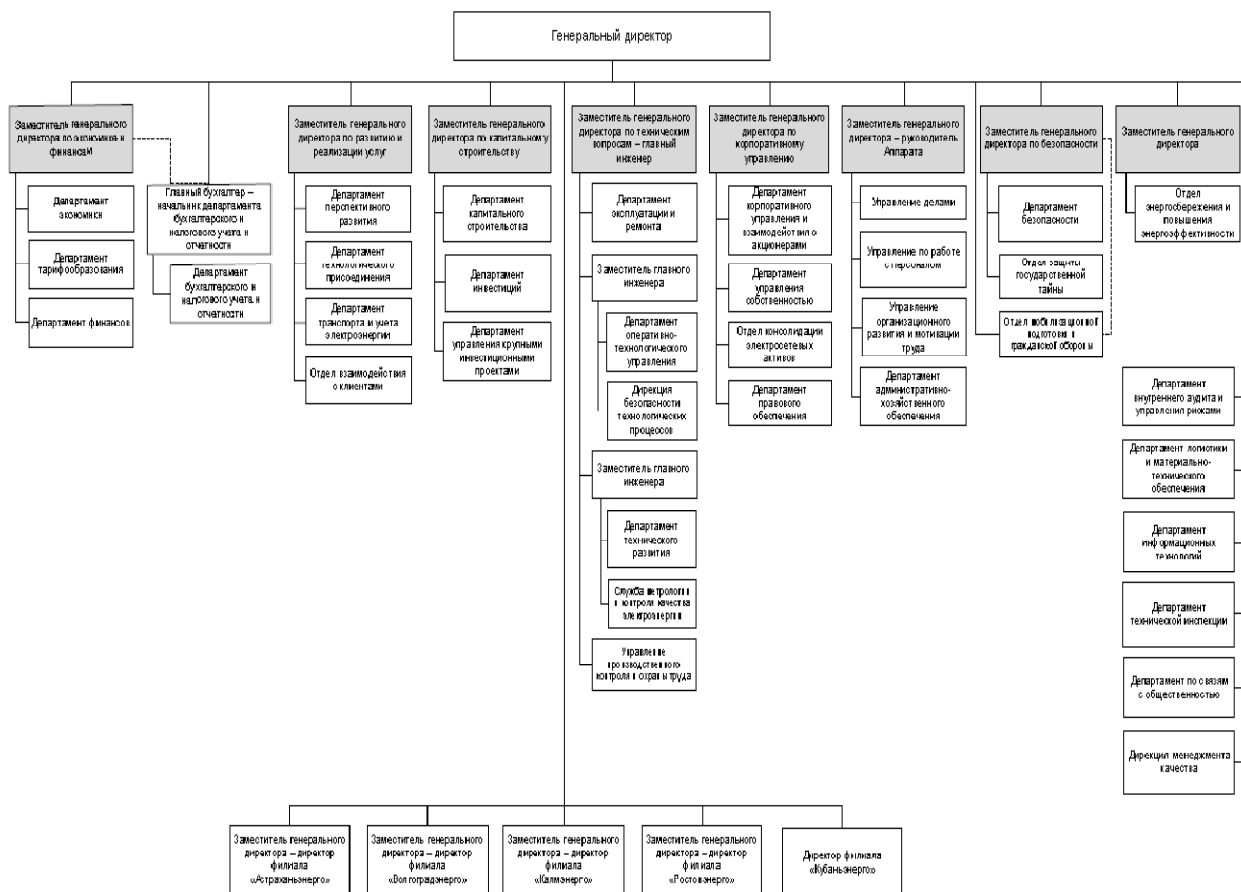 Генеральный директор
Заместитель генерального
директора по экономике и
финансам
Департамент
экономики
Департамент
тарифообразования
Департамент финансов
Главный бухгалтер –
начальник департамента
бухгалтерского и
налогового учета и
отчетности
Департамент
бухгалтерского и
налогового учета и
отчетности
Заместитель генерального
директора по развитию и
реализации услуг
Департамент
перспективного
развития
Департамент
технологического
присоединения
Департамент
транспорта и учета
электроэнергии
Отдел взаимодействия
с клиентами
Заместитель генерального
директора по капитальному
строительству
Департамент
капитального
строительства
Департамент
инвестиций
Департамент
управления крупными
инвестиционными
проектами
Заместитель генерального
директора по техническим
вопросам – главный
инженер
Департамент
эксплуатации и
ремонта
Заместитель главного
инженера
Департамент
оперативно-
технологического
управления
Дирекция
безопасности
технологических
процессов
Заместитель главного
инженера
Департамент
технического
развития
Служба метрологии
и контроля качества
электроэнергии
Управление
производственного
контроля и охраны труда
Заместитель генерального
директора по
корпоративному
управлению
Департамент
корпоративного
управления и
взаимодействия с
акционерами
Департамент
управления
собственностью
Отдел консолидации
электросетевых
активов
Департамент
правового
обеспечения
Заместитель генерального
директора – руководитель
Аппарата
Управление делами
Управление по работе
с персоналом
Управление
организационного
развития и мотивации
труда
Департамент
административно-
хозяйственного
обеспечения
Заместитель генерального
директора по безопасности
Департамент
безопасности
Отдел защиты
государственной
тайны
Отдел мобилизационной
подготовки и
гражданской обороны
Заместитель генерального
директора
Отдел
энергосбережения и
повышения
энергоэффективности
Департамент
внутреннего аудита и
управления рисками
Департамент логистики
и материально-
технического
обеспечения
Департамент
информационных
технологий
Департамент
технической инспекции
Департамент по связям
с общественностью
Дирекция менеджмента
качества
Заместитель генерального
директора – директор
филиала
«Астраханьэнерго»
Заместитель генерального
директора – директор
филиала
«Волгоградэнерго»
Заместитель генерального
директора – директор
филиала
«Калмэнерго»
Заместитель генерального
директора – директор
филиала
«Ростовэнерго»
Директор филиала
«Кубаньэнерго»